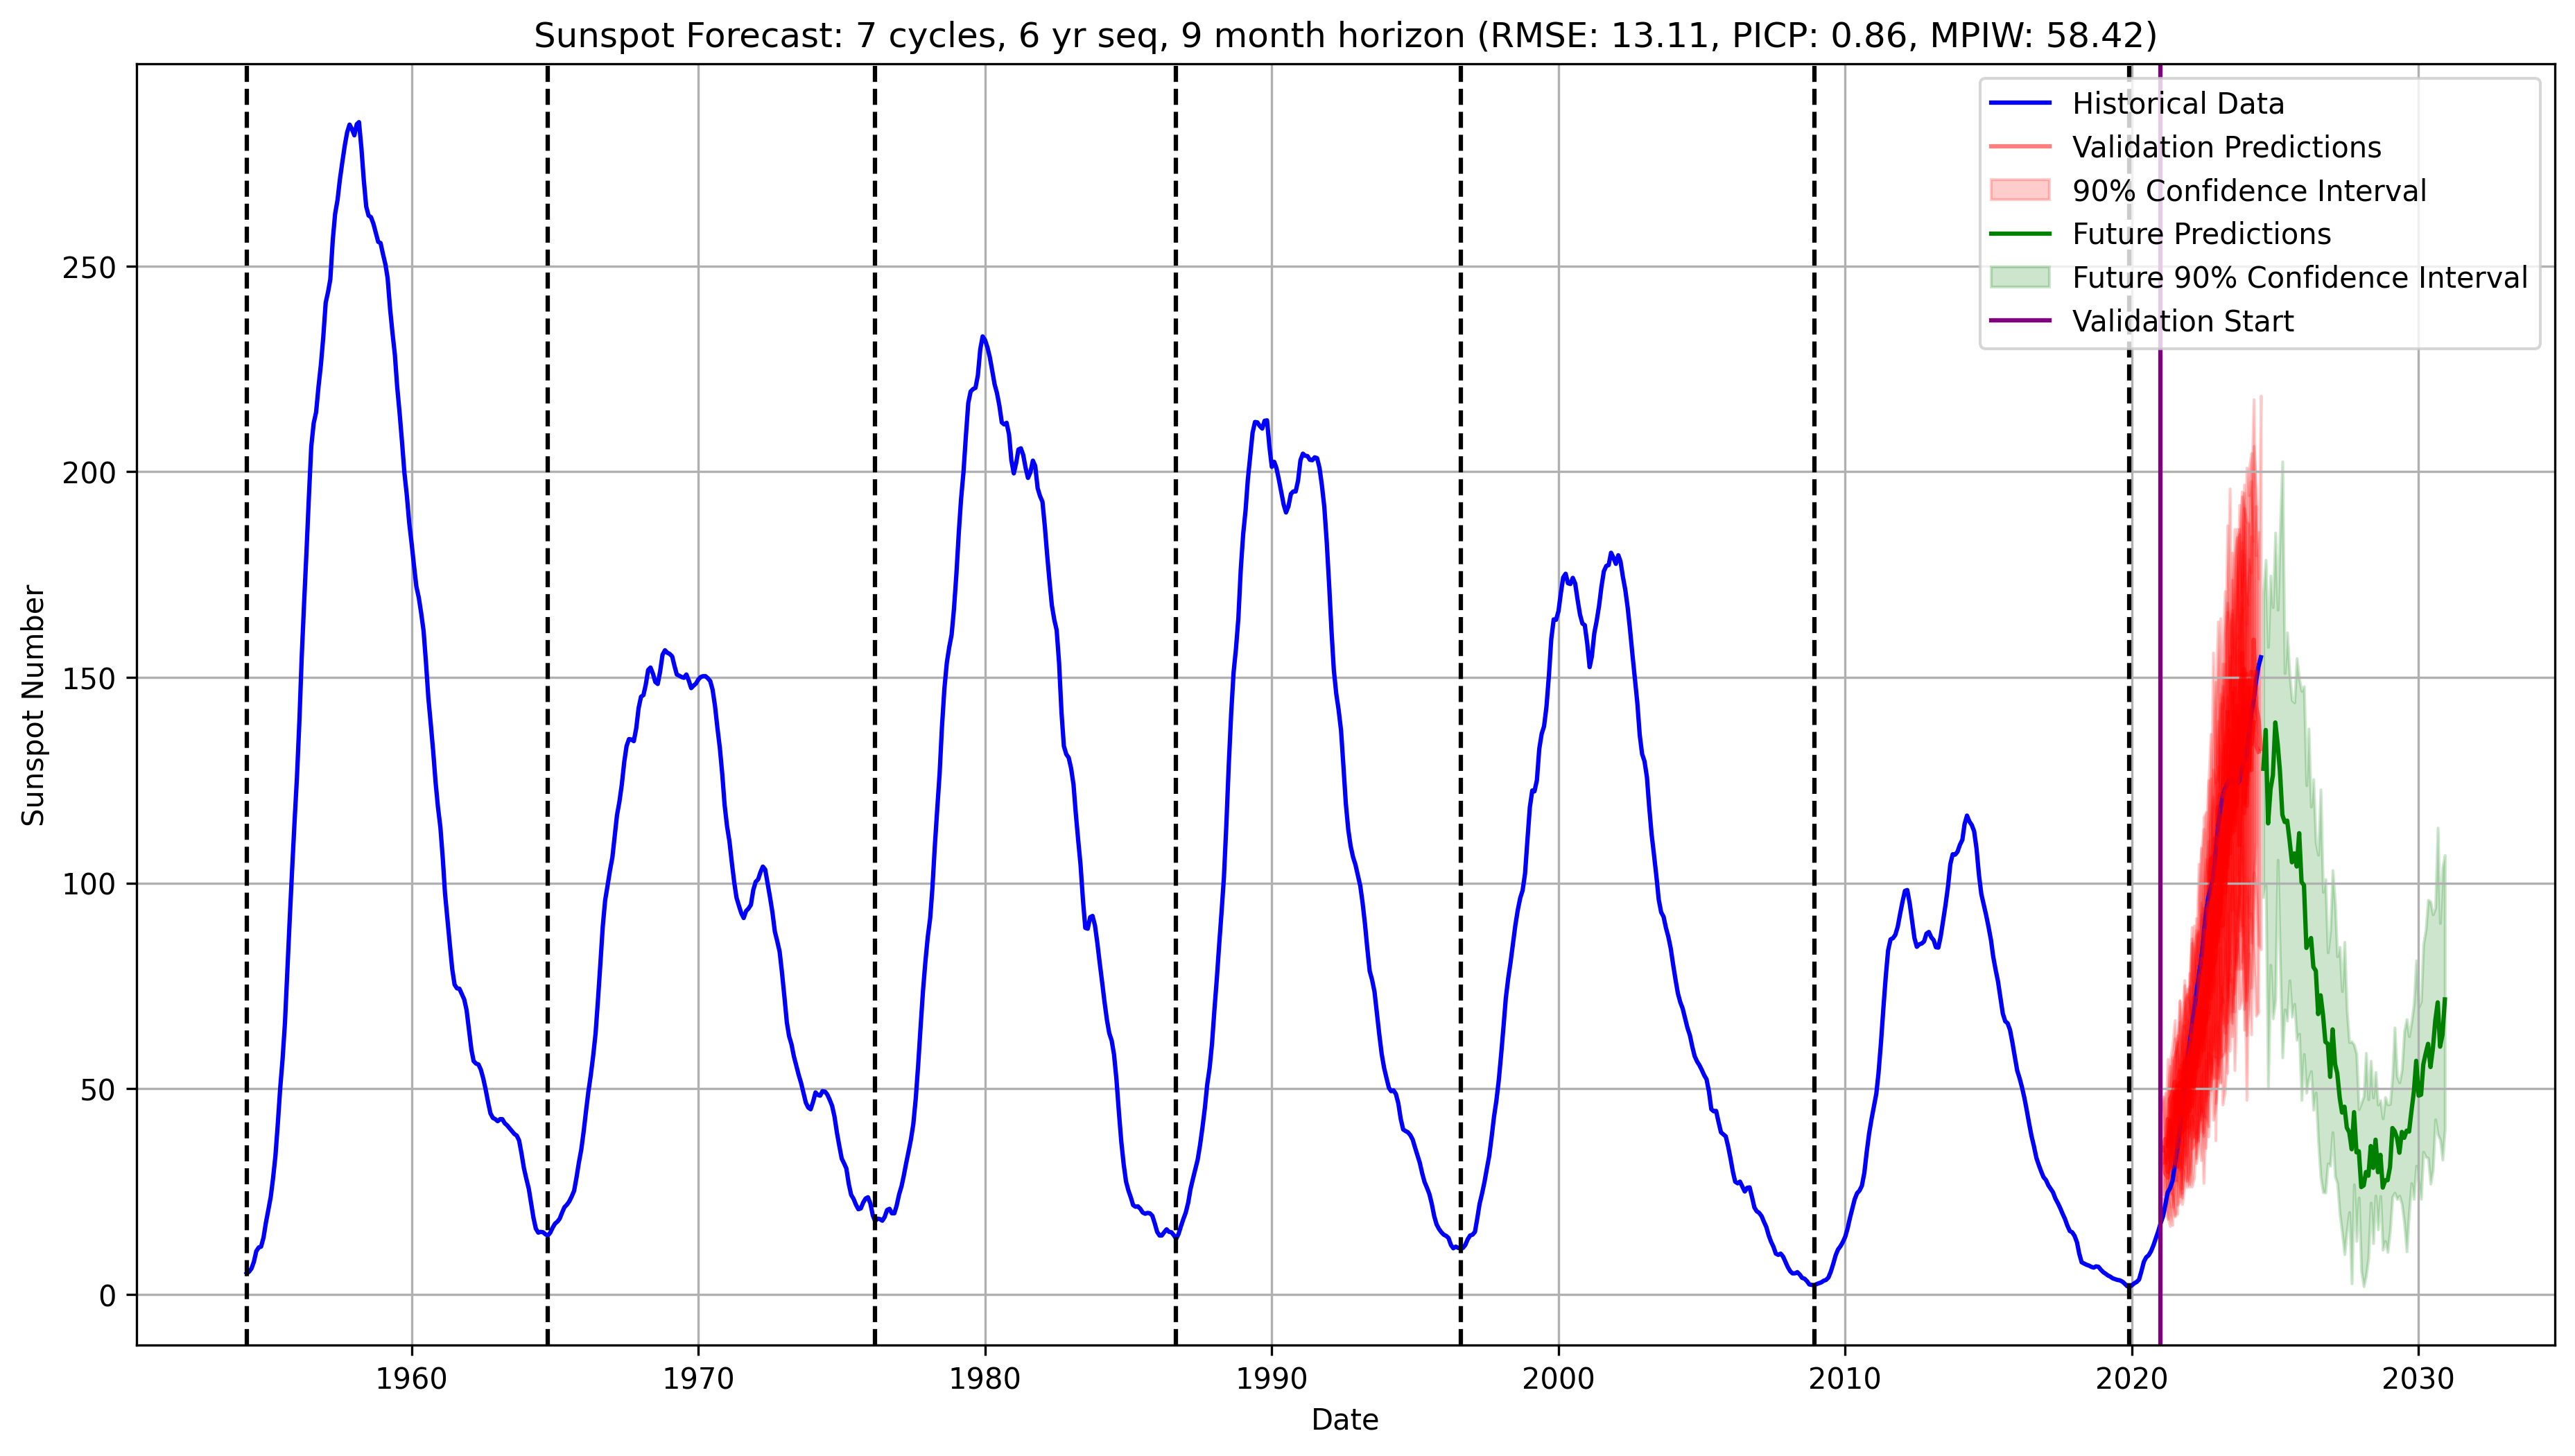 Sunspot Forecast: 7 cycles, 6 yr seq, 9 month horizon (RMSE: 13.11, PICP: 0.86, MPIW: 58.42)
Historical Data
Validation Predictions
90% Confidence Interval
Future Predictions
Future 90% Confidence Interval
Validation Start
Sunspot Number
250
200
150
100
50
0
1960 1970 1980 1990 2000 2010 2020 2030
Date